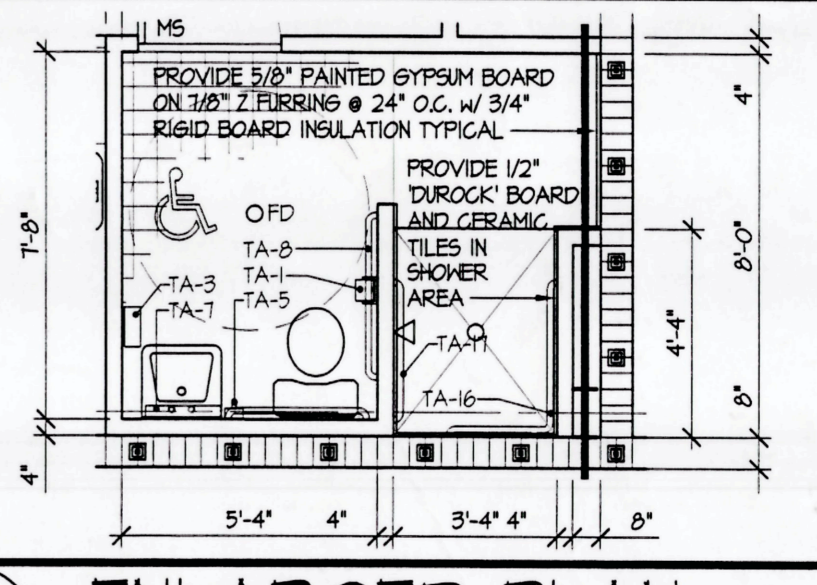 MS
PROVIDE 5/8" PAINTED GYPSUM BOARD
ON 7/8" Z FURRING @ 24" O.C. W/ 3/4"
RIGID BOARD INSULATION TYPICAL
PROVIDE 1/2"
'DUROCK' BOARD
AND CERAMIC
TILES IN
SHOWER
AREA
FD
TA-8
TA-1
TA-5
TA-3
TA-7
TA-17
TA-16
7'-8"
4"
4"
8'-0"
4'-4"
8"
5'-4"
4"
3'-4"
4"
8"